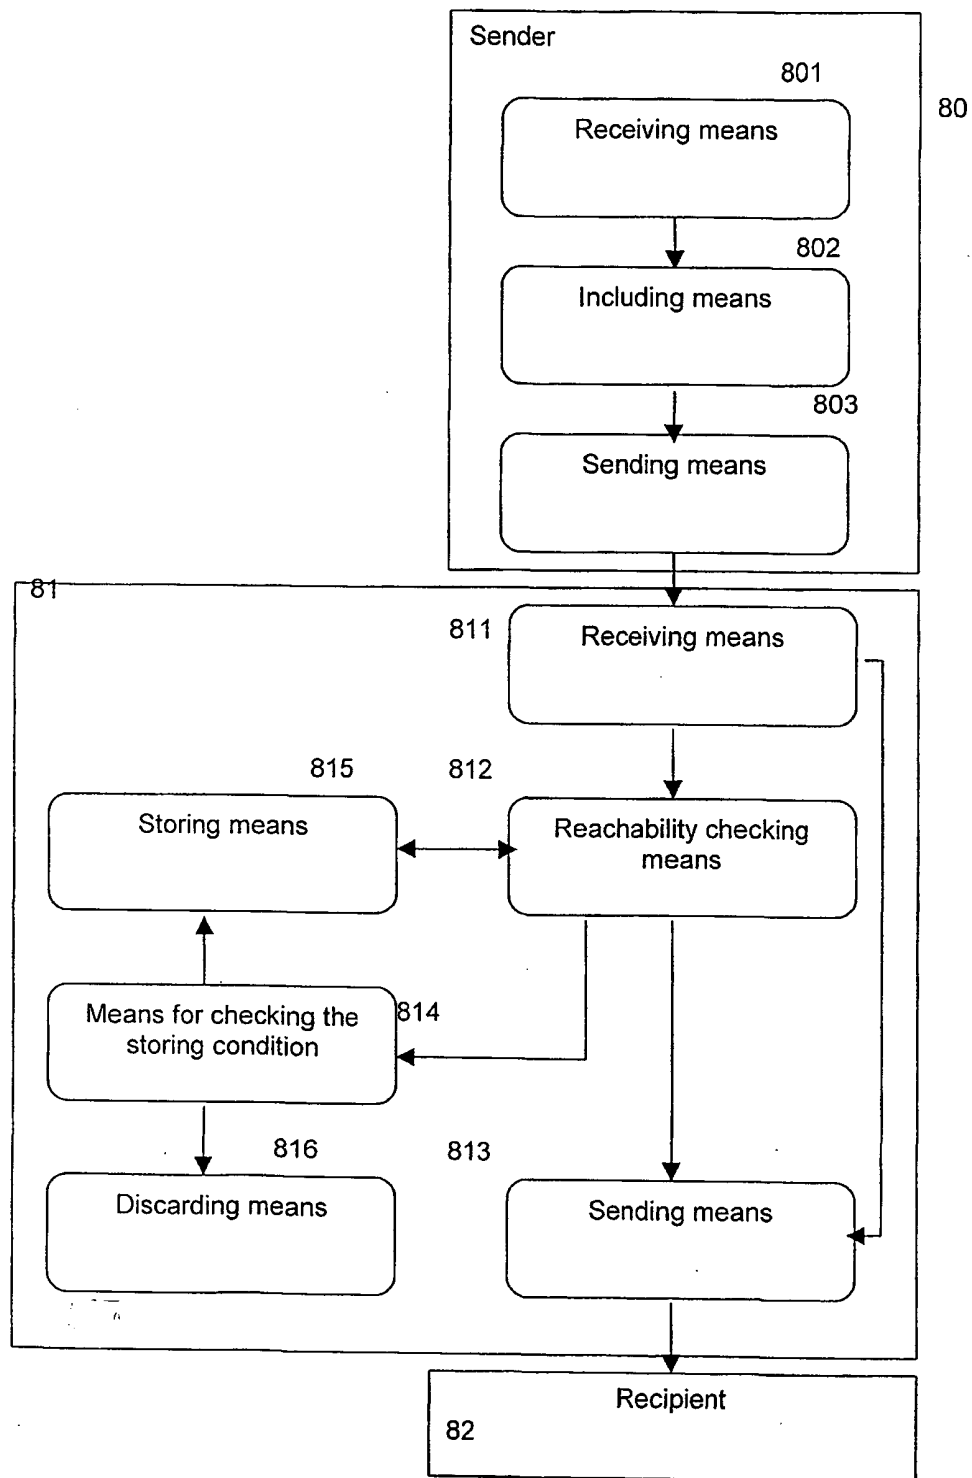 Sender
801
80
Receiving means
802
Including means
803
Sending means
81
811
Receiving means
815
812
Storing means
Reachability checking
means
Means for checking the
storing condition
814
816
813
Discarding means
Sending means
Recipient
82